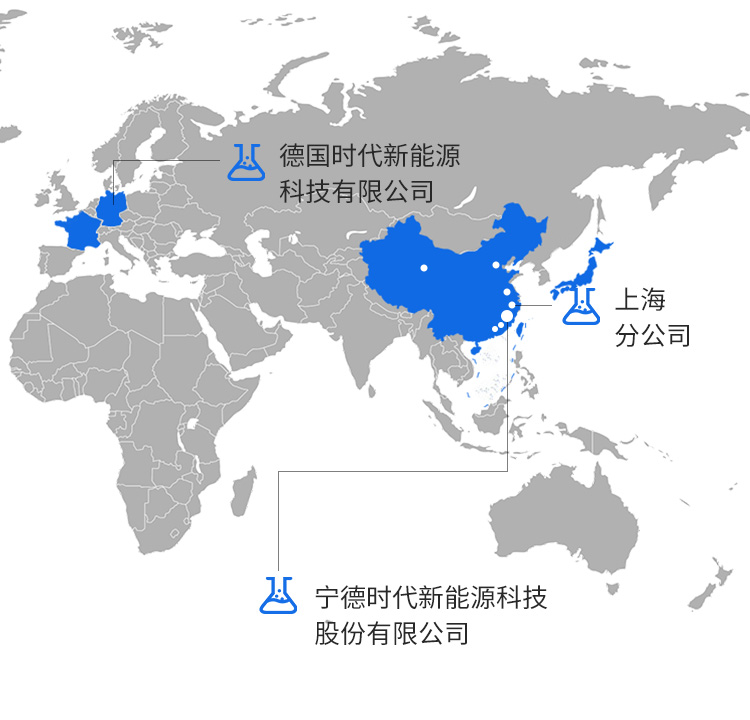 德国时代新能源
科技有限公司
上海
分公司
宁德时代新能源科技
股份有限公司